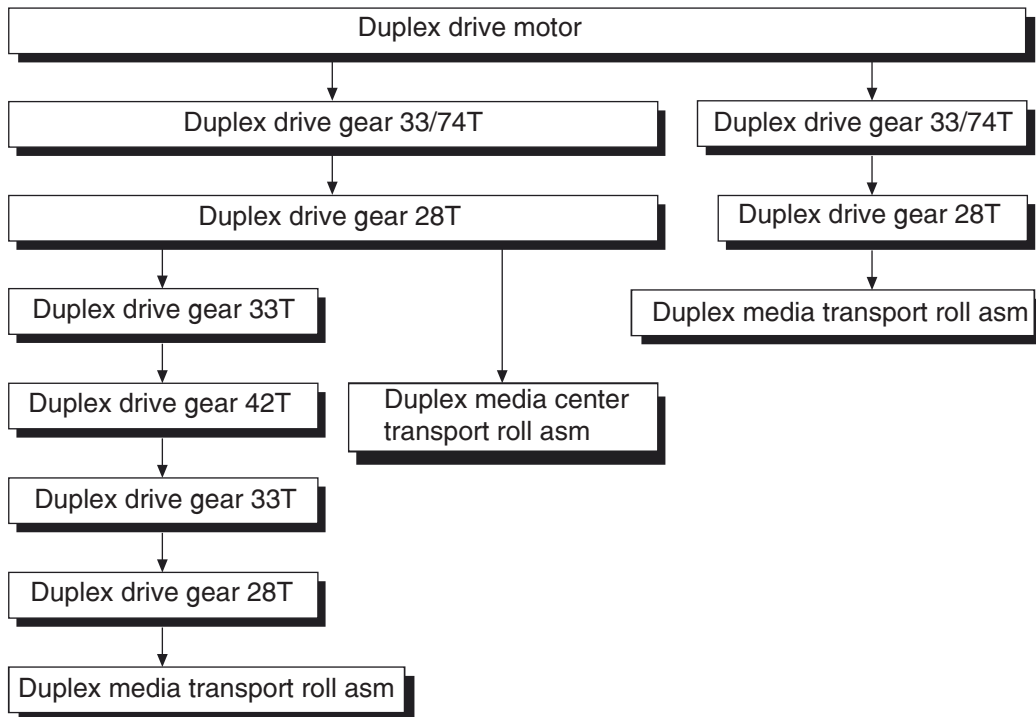 Duplex drive motor
Duplex drive gear 33/74T
Duplex drive gear 33/74T
Duplex drive gear 28T
Duplex drive gear 28T
Duplex drive gear 33T
Duplex media transport roll asm
Duplex drive gear 42T
Duplex media center
transport roll asm
Duplex drive gear 33T
Duplex drive gear 28T
Duplex media transport roll asm